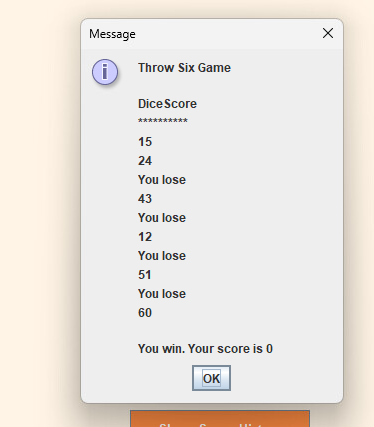 Message
Throw Six Game
DiceScore
**********
15
24
You lose
43
You lose
12
You lose
51
You lose
60
You win. Your score is 0
OK